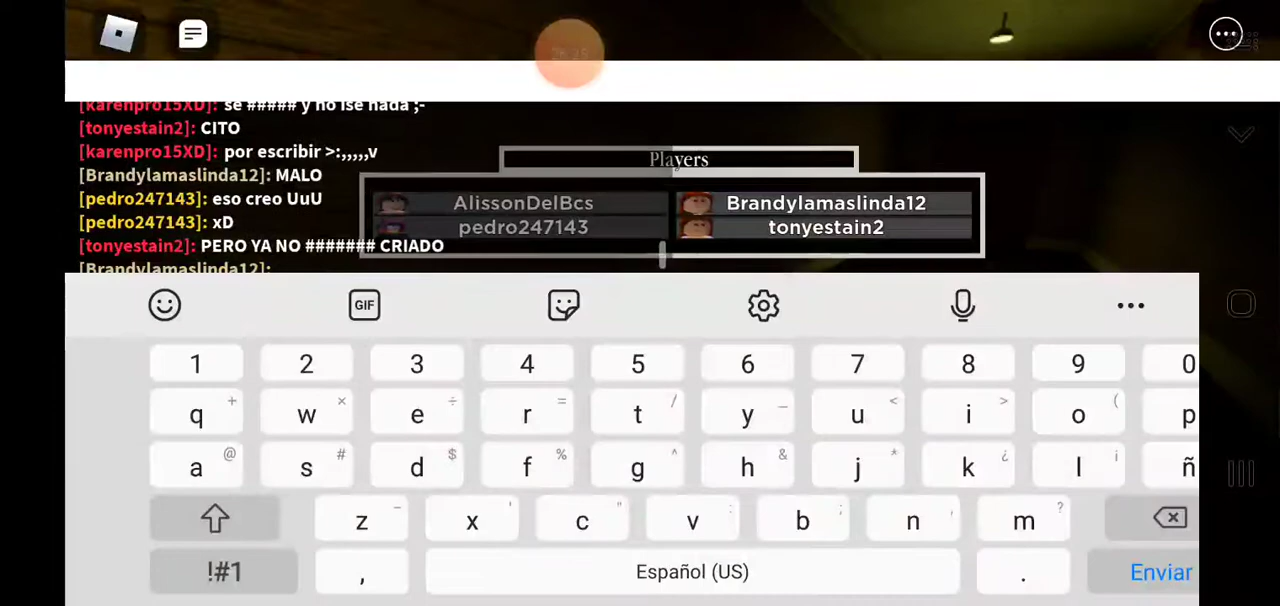 [karenpro15XD]: se ##### y no ise nada ;-
[tonyestain2]: CITO
[karenpro15XD]: por escribir >:,,,,,v
[Brandylamaslinda12]: MALO
[pedro247143]: eso creo UuU
[pedro247143]: xD
[tonyestain2]: PERO YA NO ####### CRIADO
[Brandylamaslinda12]:
Players
AlissonDelBcs Brandylamaslinda12
pedro247143 tonyestain2
GIF
1 2 3 4 5 6 7 8 9 0
+ × ÷ = / _ < > (
q w e r t y u i o p
@ # $ % ^ & * ¿ ¡
a s d f g h j k l ñ
- ' " : ; , ?
z x c v b n m
!#1 , Español (US) . Enviar